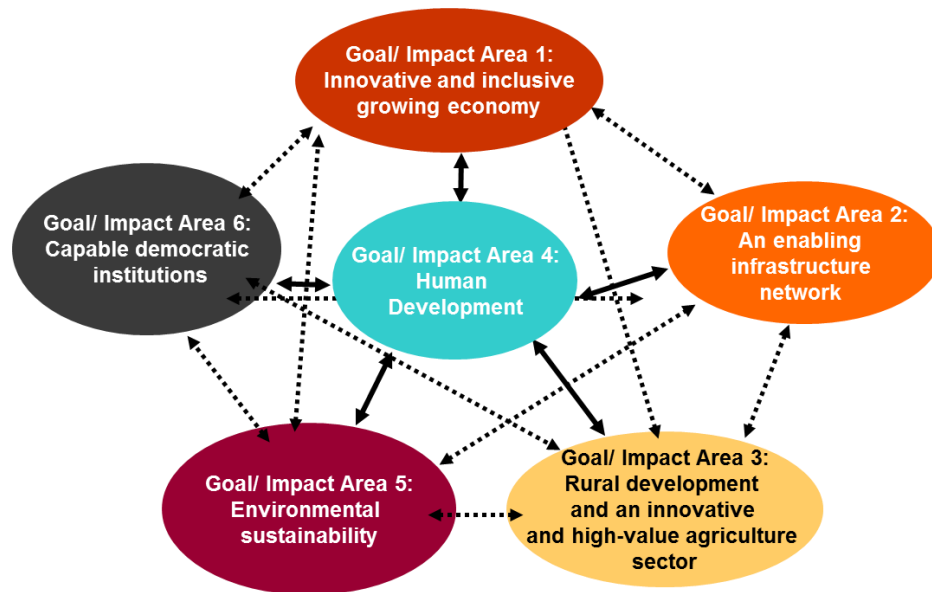 Goal/ Impact Area 1:
Innovative and inclusive
growing economy
Goal/ Impact Area 6:
Capable democratic
institutions
Goal/ Impact Area 4:
Human
Development
Goal/ Impact Area 2:
An enabling
infrastructure
network
Goal/ Impact Area 5:
Environmental
sustainability
Goal/ Impact Area 3:
Rural development
and an innovative
and high-value agriculture
sector